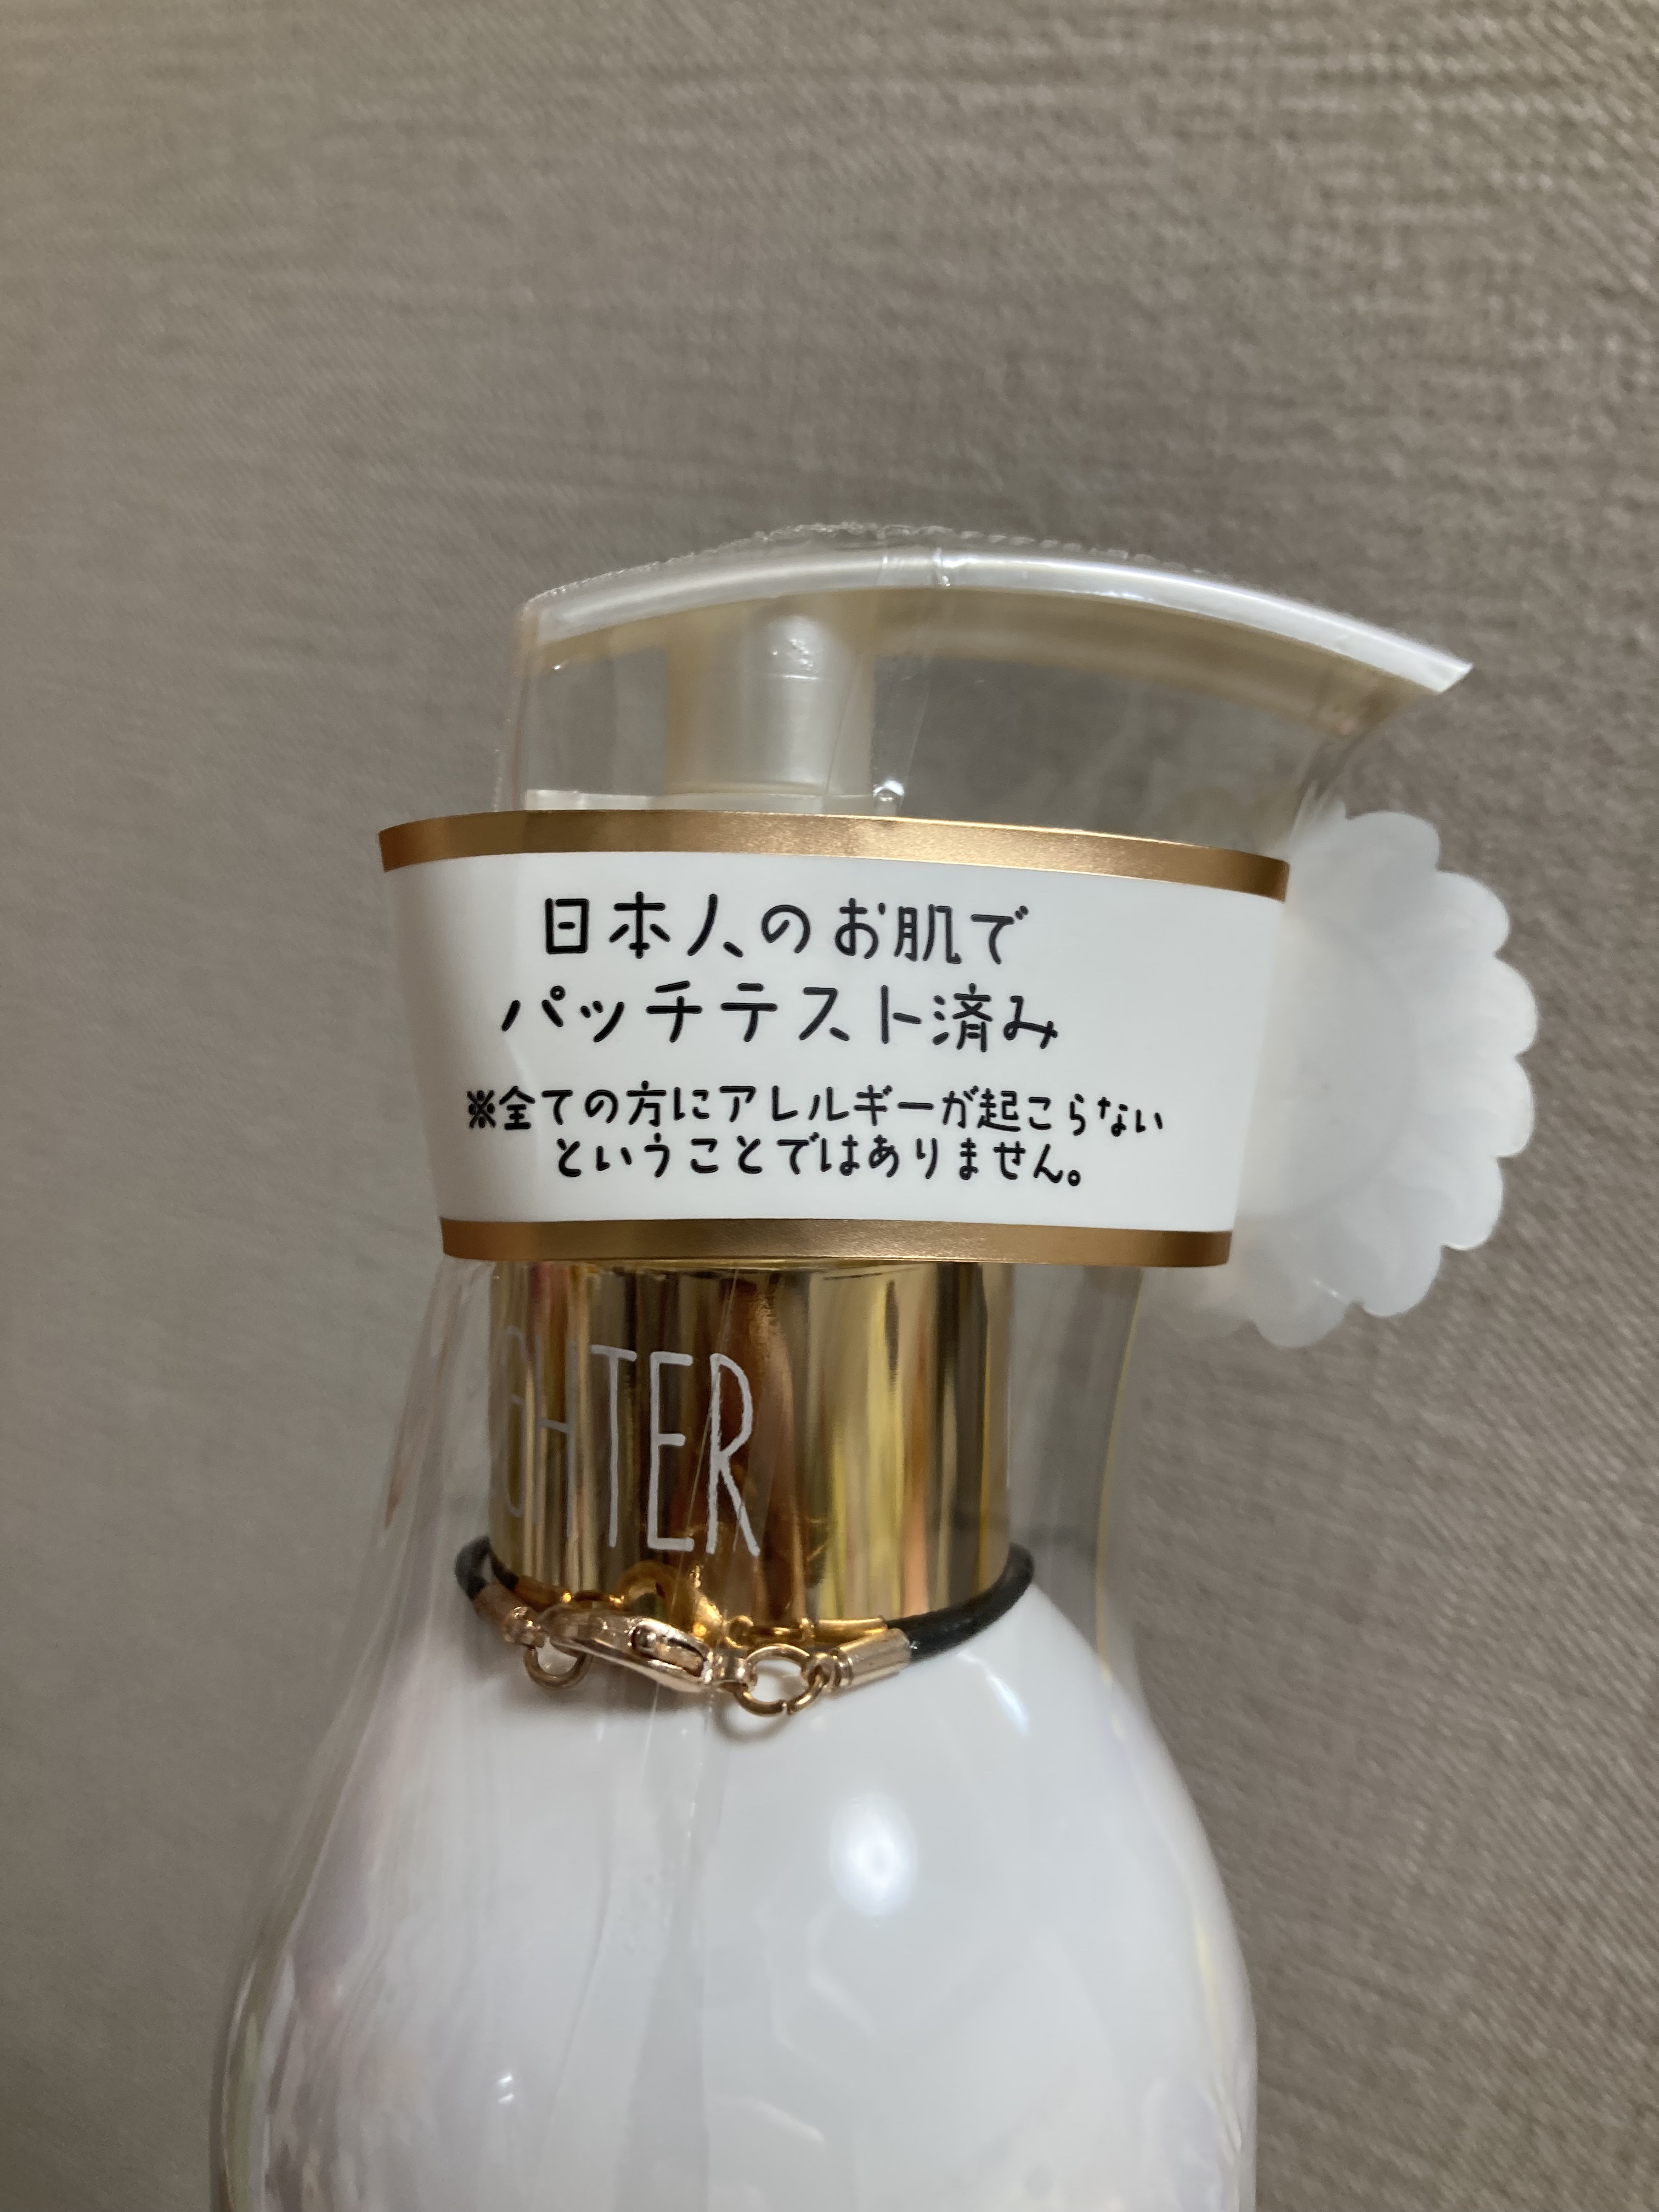 日本人のお肌で
パッチテスト済み
※全ての方にアレルギーが起こらない
ということではありません。
GHTER